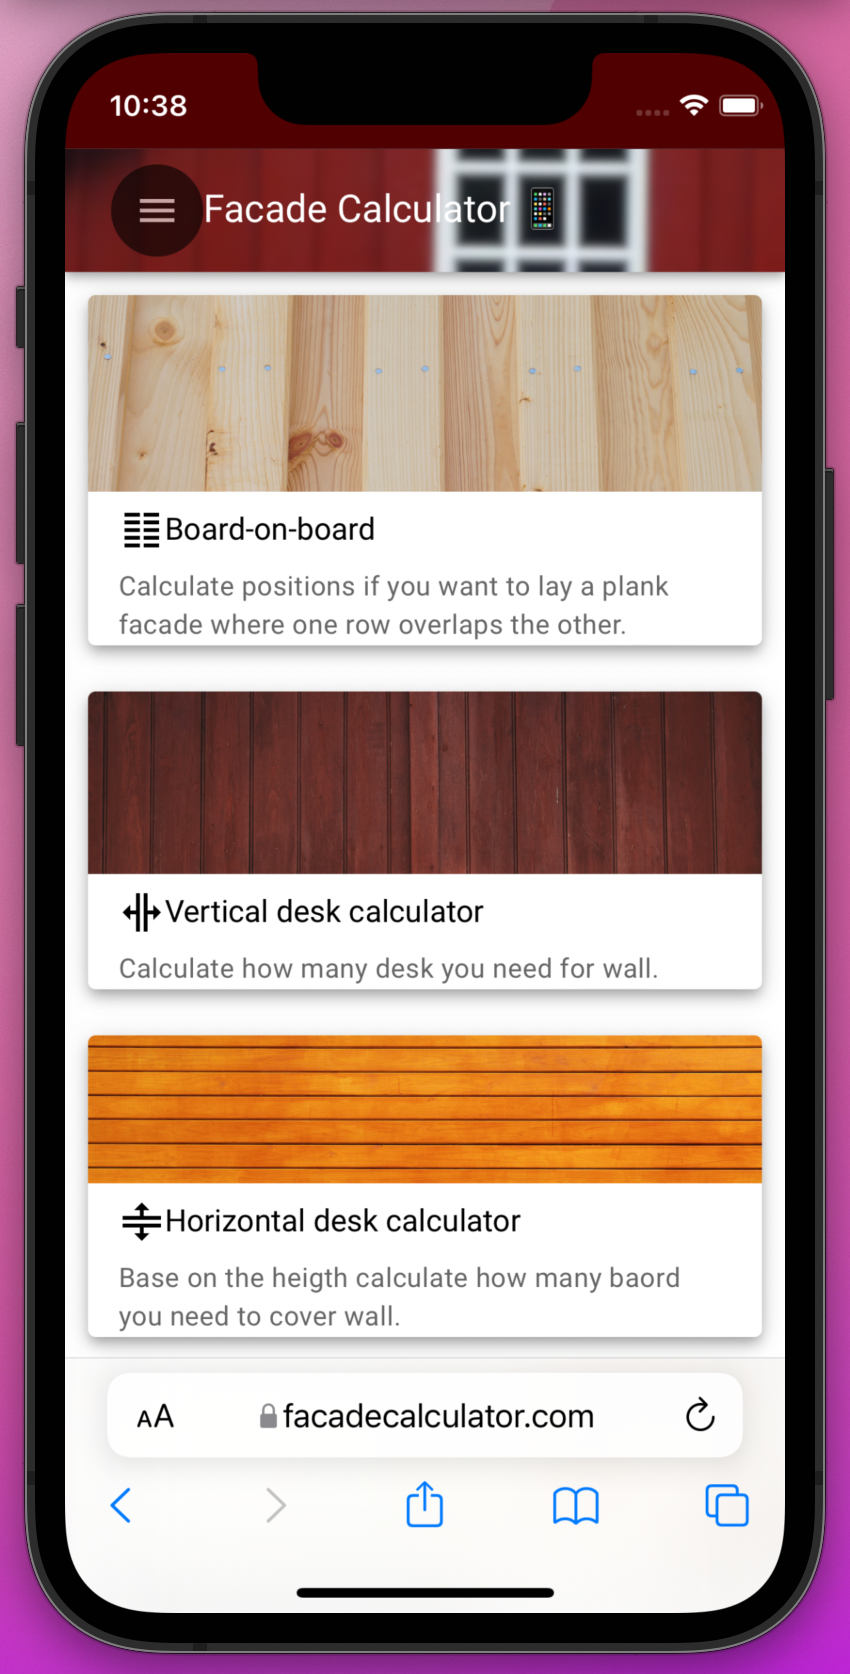 10:38
Facade Calculator
Board-on-board
Calculate positions if you want to lay a plank
facade where one row overlaps the other.
Vertical desk calculator
Calculate how many desk you need for wall.
Horizontal desk calculator
Base on the heigth calculate how many baord
you need to cover wall.
AA facadecalculator.com